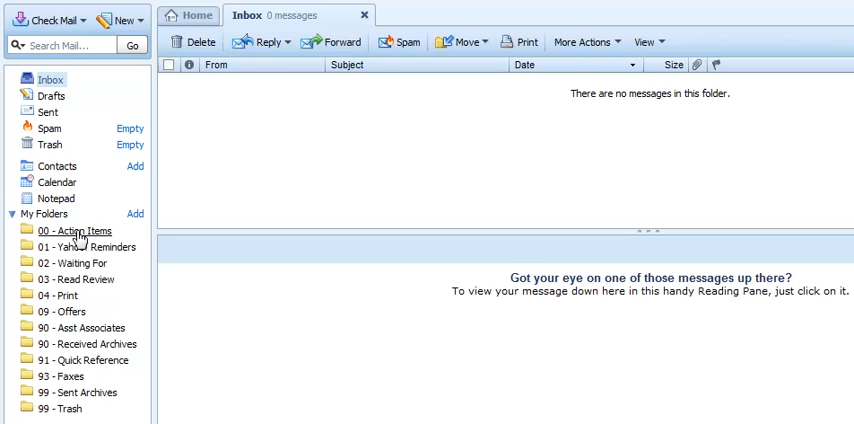 Check Mail New
Search Mail... Go
Inbox
Drafts
Sent
Spam Empty
Trash Empty
Contacts Add
Calendar
Notepad
My Folders Add
00 - Action Items
01 - Yahoo! Reminders
02 - Waiting For
03 - Read Review
04 - Print
09 - Offers
90 - Asst Associates
90 - Received Archives
91 - Quick Reference
93 - Faxes
99 - Sent Archives
99 - Trash
Home Inbox 0 messages
Delete Reply Forward Spam Move Print More Actions View
From Subject Date Size
There are no messages in this folder.
Got your eye on one of those messages up there?
To view your message down here in this handy Reading Pane, just click on it.